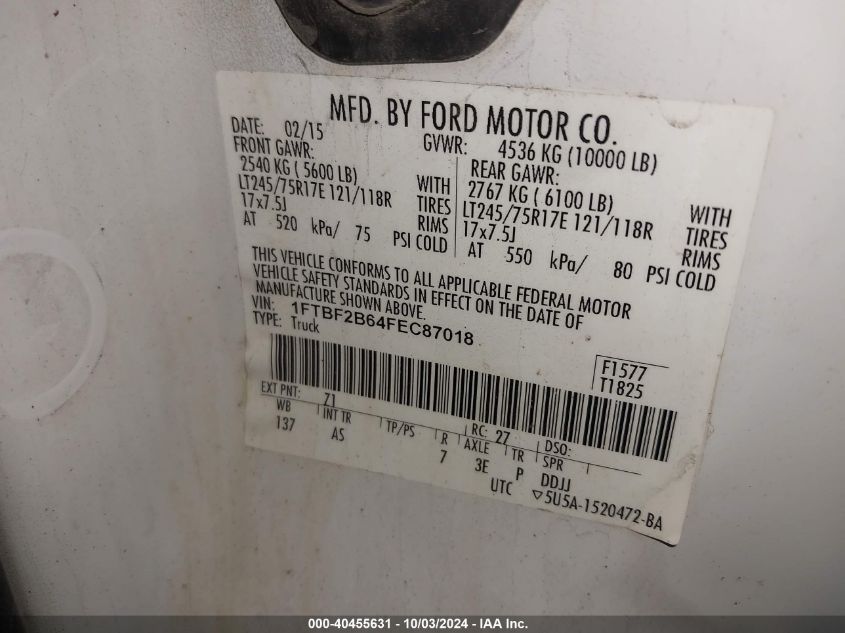 MFD. BY FORD MOTOR CO.
DATE: 02/15 GVWR: 4536 KG (10000 LB)
FRONT GAWR: REAR GAWR:
2540 KG ( 5600 LB) 2767 KG ( 6100 LB)
LT245/75R17E 121/118R WITH TIRES LT245/75R17E 121/118R WITH TIRES
17x7.5J RIMS 17x7.5J RIMS
AT 520 kPa/ 75 PSI COLD AT 550 kPa/ 80 PSI COLD
THIS VEHICLE CONFORMS TO ALL APPLICABLE FEDERAL MOTOR
VEHICLE SAFETY STANDARDS IN EFFECT ON THE DATE OF
MANUFACTURE SHOWN ABOVE.
VIN: 1FTBF2B64FEC87018
TYPE: Truck
F1577
T1825
EXT PNT: Z1 RC: 27 DSO:
WB INT TR TP/PS R AXLE TR SPR
137 AS 7 3E P DDJJ
UTC ▽5U5A-1520472-BA
000-40455631 - 10/03/2024 - IAA Inc.